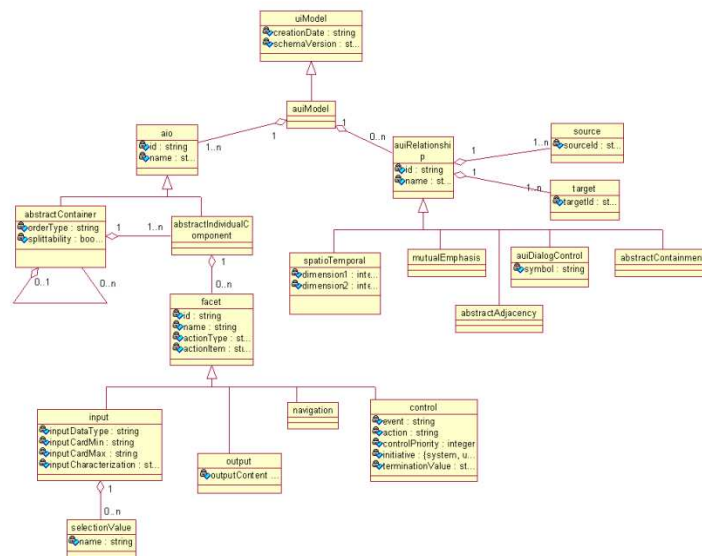 uiModel
creationDate : string
schemaVersion : st...
auiModel
1
1
0..n
1..n
aio
id : string
name : st...
auiRelationshi
p
id : string
name : st...
1
1..n
source
sourceId : st...
1
1..n
target
targetId : st...
abstractContainer
orderType : string
splittability : boo...
1
1..n
0..1
0..n
abstractIndividualC
omponent
1
0..n
spatioTemporal
dimension1 : inte...
dimension2 : inte...
mutualEmphasis
auiDialogControl
symbol : string
abstractContainment
abstractAdjacency
facet
id : string
name : string
actionType : st...
actionItem : stri...
input
inputDataType : string
inputCardMin : string
inputCardMax : string
inputCharacterization : st...
1
0..n
selectionValue
name : string
output
outputContent ...
navigation
control
event : string
action : string
controlPriority : integer
initiative : {system, u...
terminationValue : st...